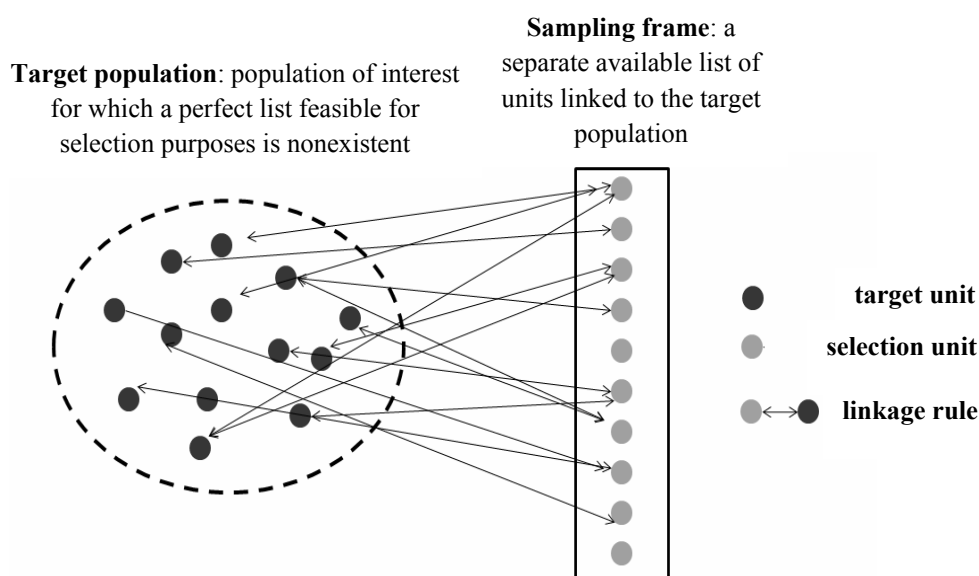 Target population: population of interest
for which a perfect list feasible for
selection purposes is nonexistent
Sampling frame: a
separate available list of
units linked to the target
population
target unit
selection unit
linkage rule